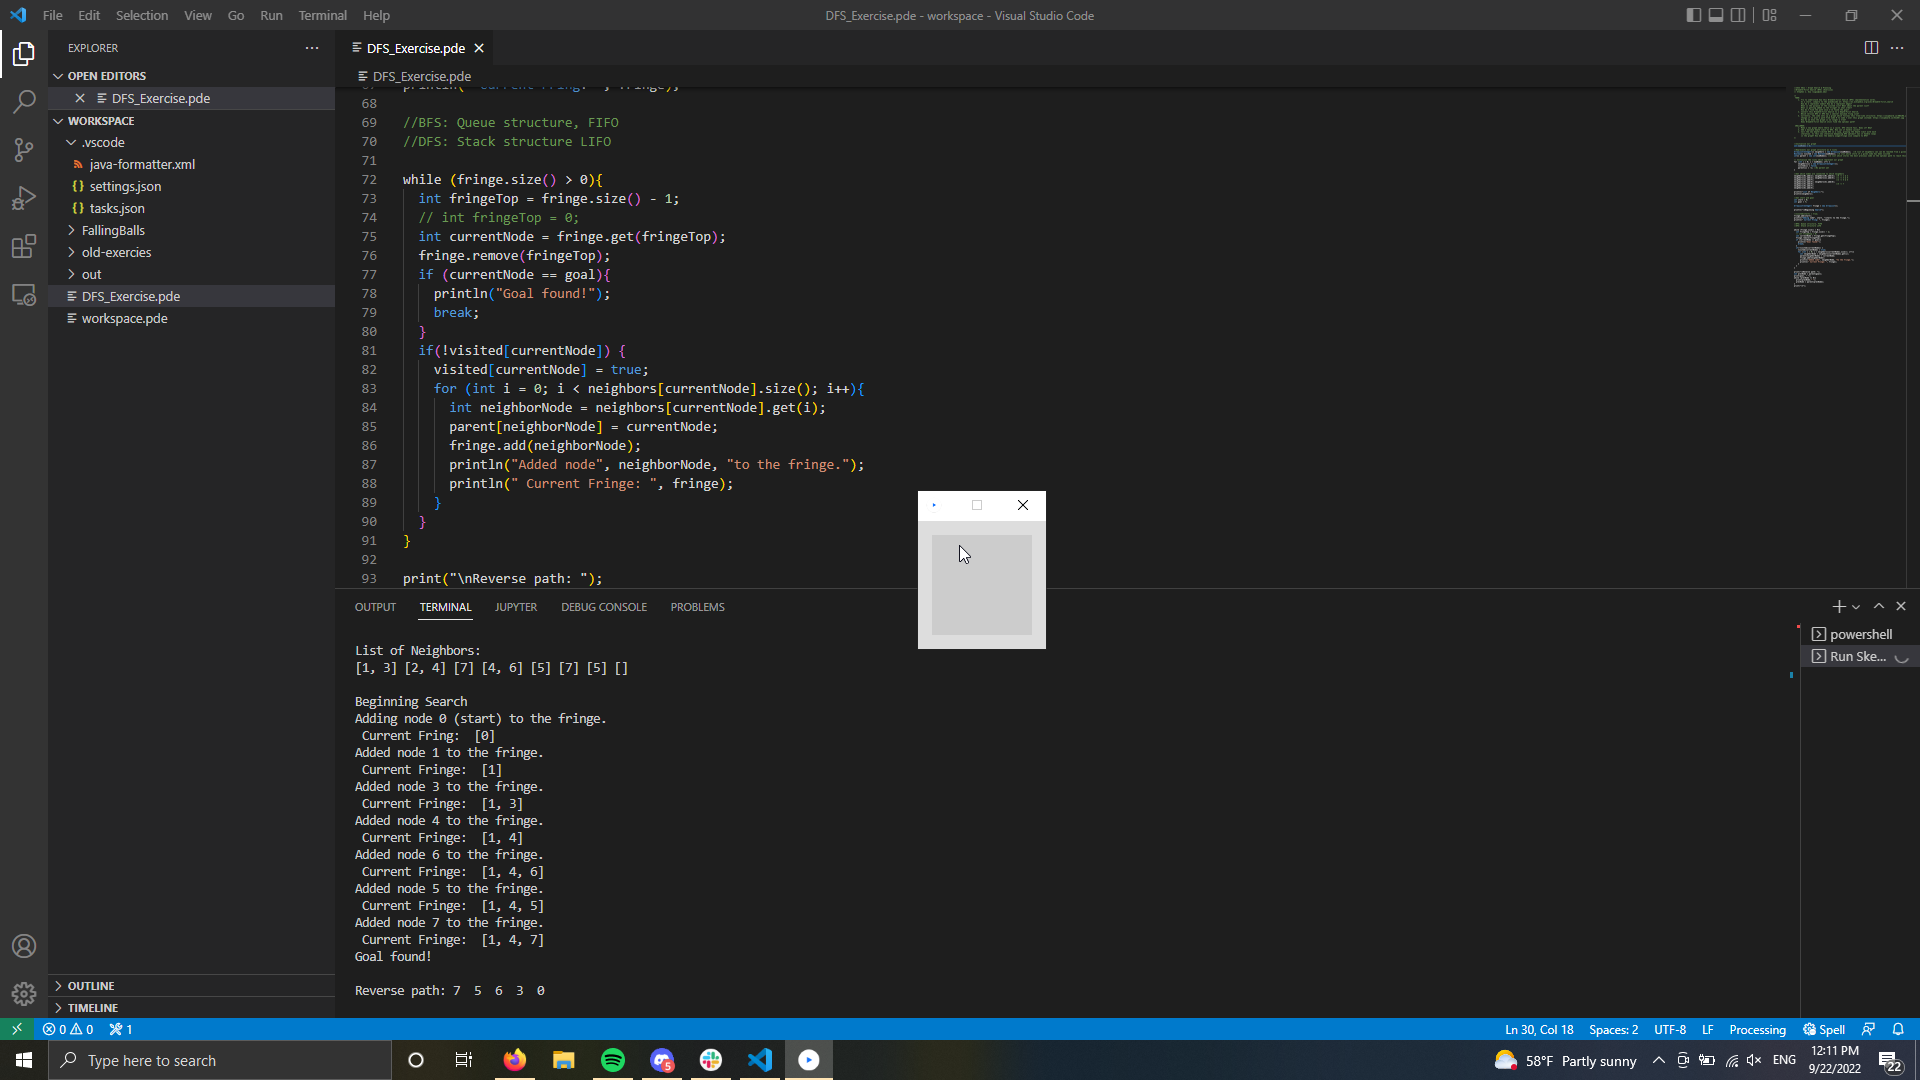 File Edit Selection View Go Run Terminal Help
DFS_Exercise.pde - workspace - Visual Studio Code
EXPLORER
OPEN EDITORS
DFS_Exercise.pde
WORKSPACE
.vscode
java-formatter.xml
settings.json
tasks.json
FallingBalls
old-exercies
out
DFS_Exercise.pde
workspace.pde
OUTLINE
TIMELINE
DFS_Exercise.pde
DFS_Exercise.pde
68
69 //BFS: Queue structure, FIFO
70 //DFS: Stack structure LIFO
71
72 while (fringe.size() > 0){
73 int fringeTop = fringe.size() - 1;
74 // int fringeTop = 0;
75 int currentNode = fringe.get(fringeTop);
76 fringe.remove(fringeTop);
77 if (currentNode == goal){
78 println("Goal found!");
79 break;
80 }
81 if(!visited[currentNode]) {
82 visited[currentNode] = true;
83 for (int i = 0; i < neighbors[currentNode].size(); i++){
84 int neighborNode = neighbors[currentNode].get(i);
85 parent[neighborNode] = currentNode;
86 fringe.add(neighborNode);
87 println("Added node", neighborNode, "to the fringe.");
88 println(" Current Fringe: ", fringe);
89 }
90 }
91 }
92
93 print("\nReverse path: ");
OUTPUT TERMINAL JUPYTER DEBUG CONSOLE PROBLEMS
List of Neighbors:
[1, 3] [2, 4] [7] [4, 6] [5] [7] [5] []
Beginning Search
Adding node 0 (start) to the fringe.
Current Fring: [0]
Added node 1 to the fringe.
Current Fringe: [1]
Added node 3 to the fringe.
Current Fringe: [1, 3]
Added node 4 to the fringe.
Current Fringe: [1, 4]
Added node 6 to the fringe.
Current Fringe: [1, 4, 6]
Added node 5 to the fringe.
Current Fringe: [1, 4, 5]
Added node 7 to the fringe.
Current Fringe: [1, 4, 7]
Goal found!
Reverse path: 7 5 6 3 0
powershell
Run Ske...
0 0 1
Ln 30, Col 18 Spaces: 2 UTF-8 LF Processing Spell
Type here to search
5
58°F Partly sunny
ENG
12:11 PM
9/22/2022
22